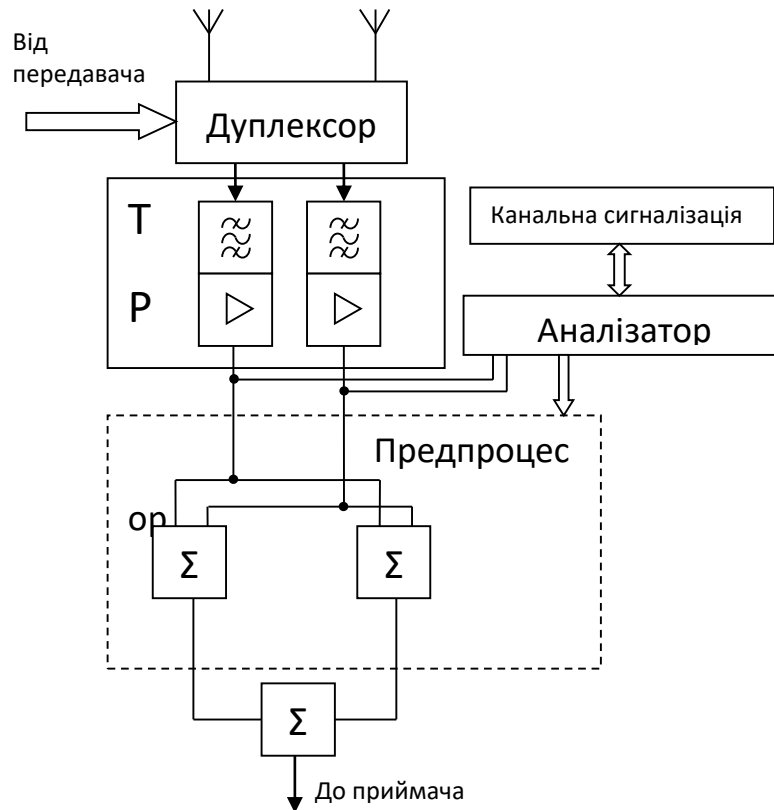 Від
передавача
Дуплексор
Т
Р
Канальна сигналізація
Аналізатор
Предпроцес
ор
Σ
Σ
Σ
До приймача